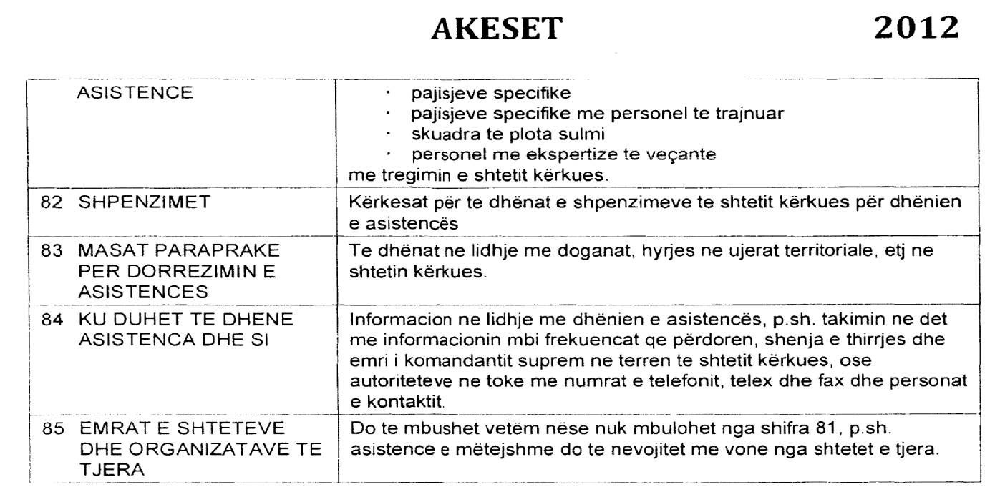 AKESET 2012
ASISTENCE
· pajisjeve specifike
· pajisjeve specifike me personel te trajnuar
· skuadra te plota sulmi
· personel me ekspertize te veçante
me tregimin e shtetit kërkues.
82 SHPENZIMET
Kërkesat për te dhënat e shpenzimeve te shtetit kërkues për dhënien
e asistencës
83 MASAT PARAPRAKE
PER DORREZIMIN E
ASISTENCES
Te dhënat ne lidhje me doganat, hyrjes ne ujerat territoriale, etj ne
shtetin kërkues.
84 KU DUHET TE DHENE
ASISTENCA DHE SI
Informacion ne lidhje me dhënien e asistencës, p.sh. takimin ne det
me informacionin mbi frekuencat qe përdoren, shenja e thirrjes dhe
emri i komandantit suprem ne terren te shtetit kërkues, ose
autoriteteve ne toke me numrat e telefonit, telex dhe fax dhe personat
e kontaktit.
85 EMRAT E SHTETEVE
DHE ORGANIZATAVE TE
TJERA
Do te mbushet vetëm nëse nuk mbulohet nga shifra 81, p.sh.
asistence e mëtejshme do te nevojitet me vone nga shtetet e tjera.